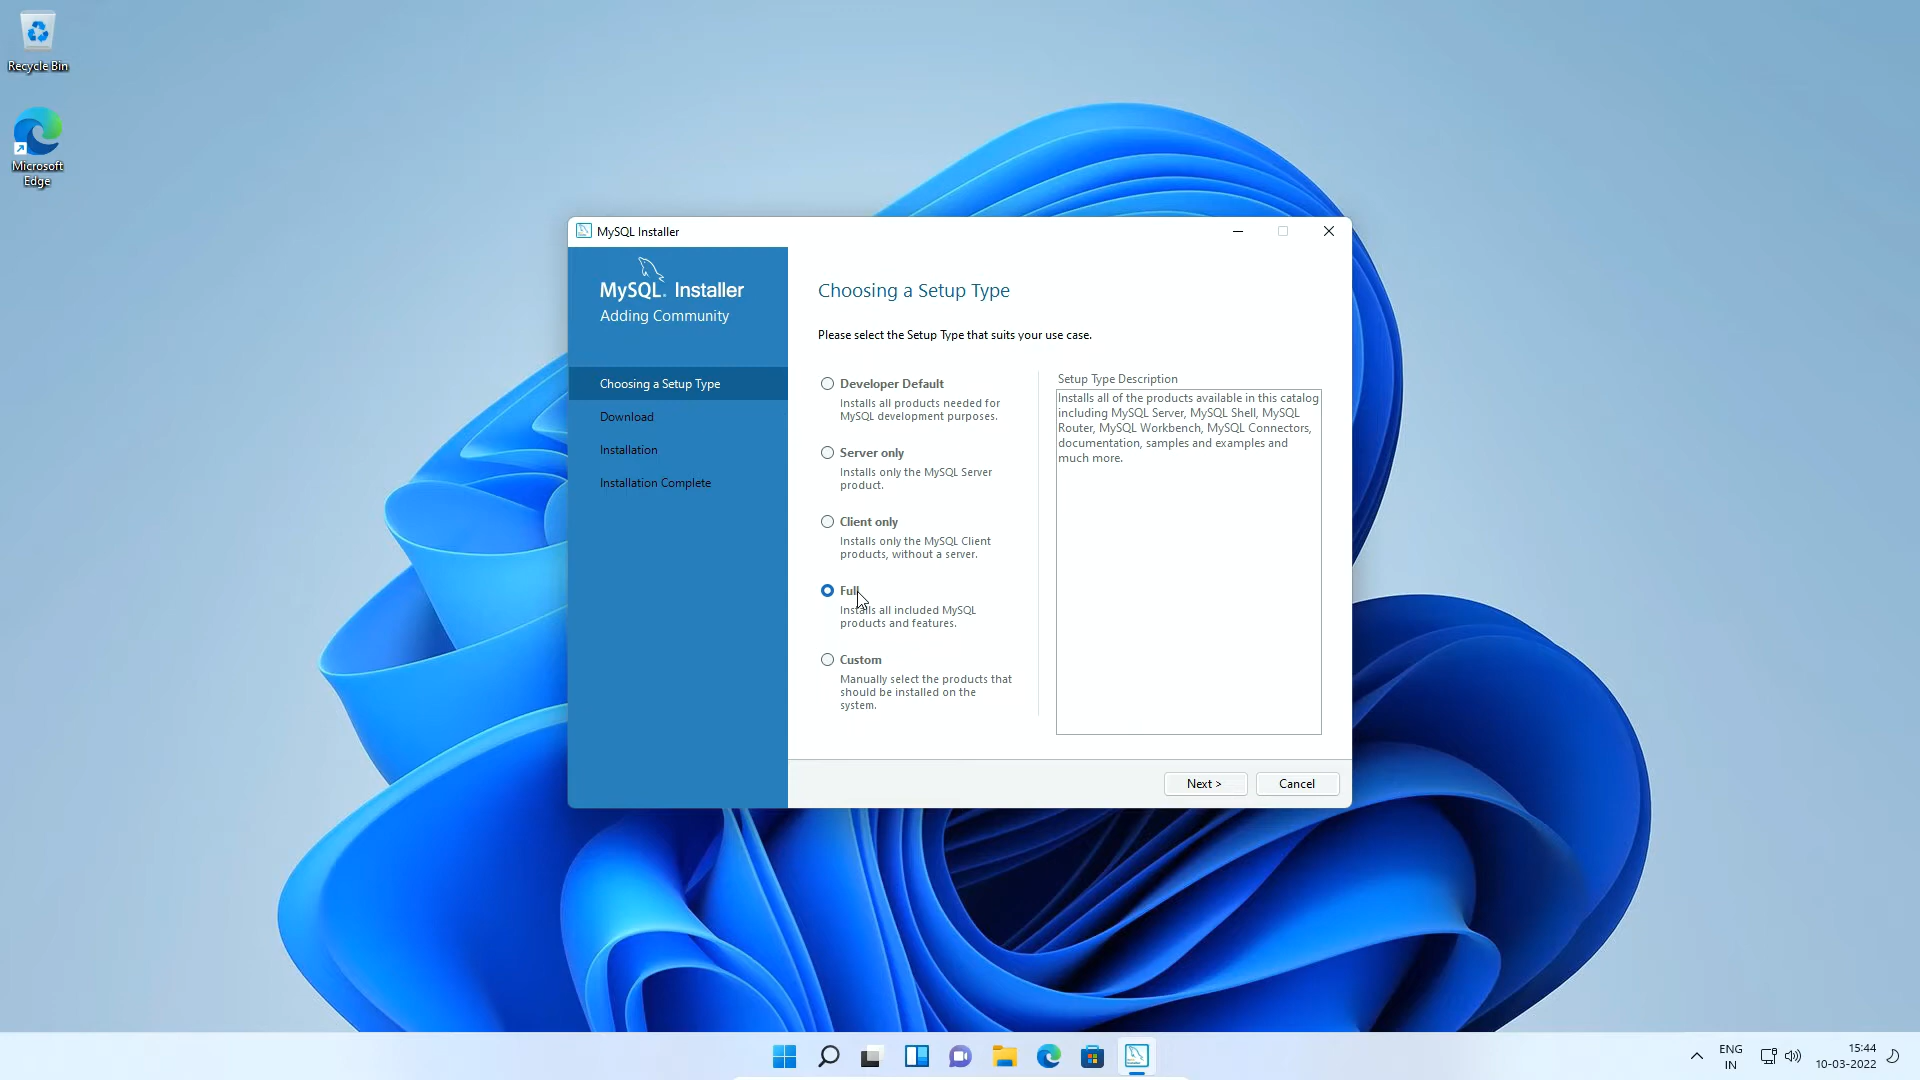 Recycle Bin
Microsoft
Edge
MySQL Installer
MySQL. Installer
Adding Community
Choosing a Setup Type
Download
Installation
Installation Complete
Choosing a Setup Type
Please select the Setup Type that suits your use case.
Developer Default
Installs all products needed for
MySQL development purposes.
Server only
Installs only the MySQL Server
product.
Client only
Installs only the MySQL Client
products, without a server.
Full
Installs all included MySQL
products and features.
Custom
Manually select the products that
should be installed on the
system.
Setup Type Description
Installs all of the products available in this catalog
including MySQL Server, MySQL Shell, MySQL
Router, MySQL Workbench, MySQL Connectors,
documentation, samples and examples and
much more.
Next >
Cancel
ENG
IN
15:44
10-03-2022